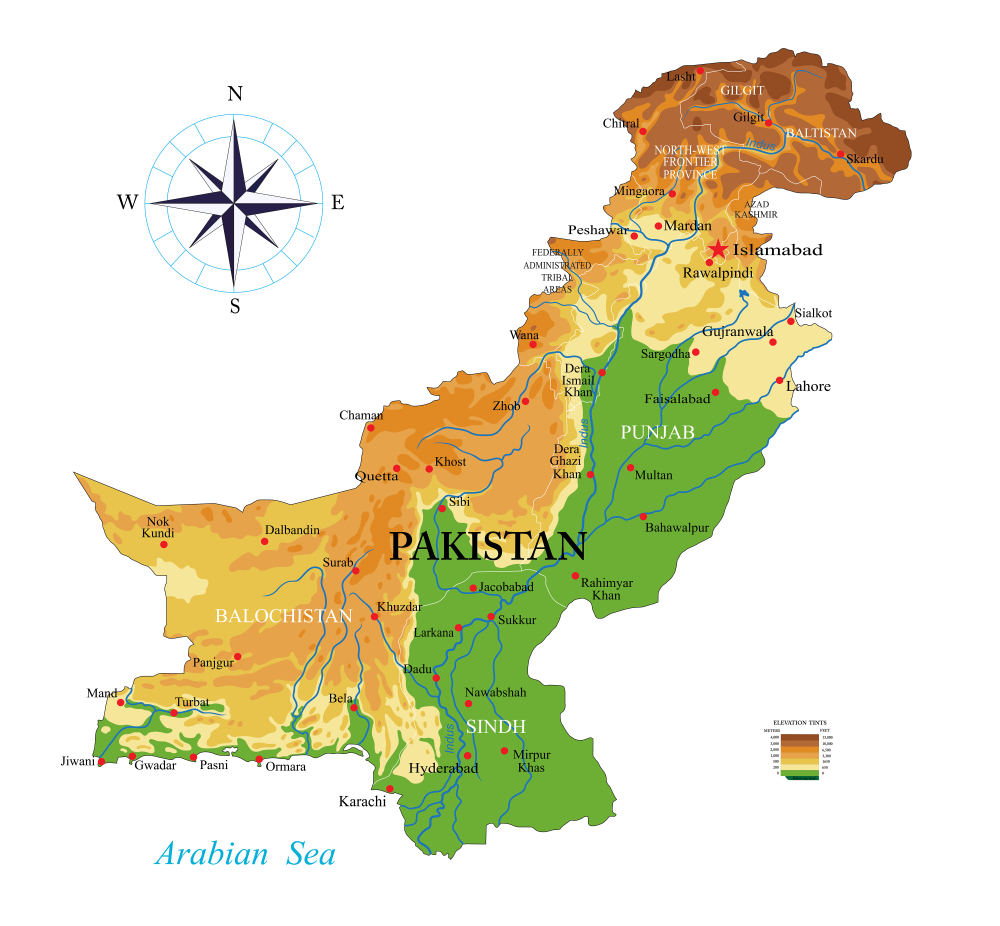 N
W
E
S
Lasht
GILGIT
Chitral
Gilgit
BALTISTAN
Indus
NORTH-WEST
FRONTIER
PROVINCE
Skardu
Mingaora
AZAD
KASHMIR
Peshawar
Mardan
Islamabad
FEDERALLY
ADMINISTRATED
TRIBAL
AREAS
Rawalpindi
Sialkot
Wana
Gujranwala
Sargodha
Dera
Ismail
Khan
Lahore
Zhob
Faisalabad
Chaman
Indus
PUNJAB
Dera
Ghazi
Khan
Quetta
Khost
Multan
Sibi
Nok
Kundi
Dalbandin
Bahawalpur
PAKISTAN
Surab
Jacobabad
Rahimyar
Khan
BALOCHISTAN
Khuzdar
Sukkur
Larkana
Panjgur
Dadu
Mand
Turbat
Bela
Nawabshah
SINDH
Indus
Jiwani
Gwadar
Pasni
Ormara
Hyderabad
Mirpur
Khas
Karachi
Arabian Sea
ELEVATION TINTS
METERS
FEET